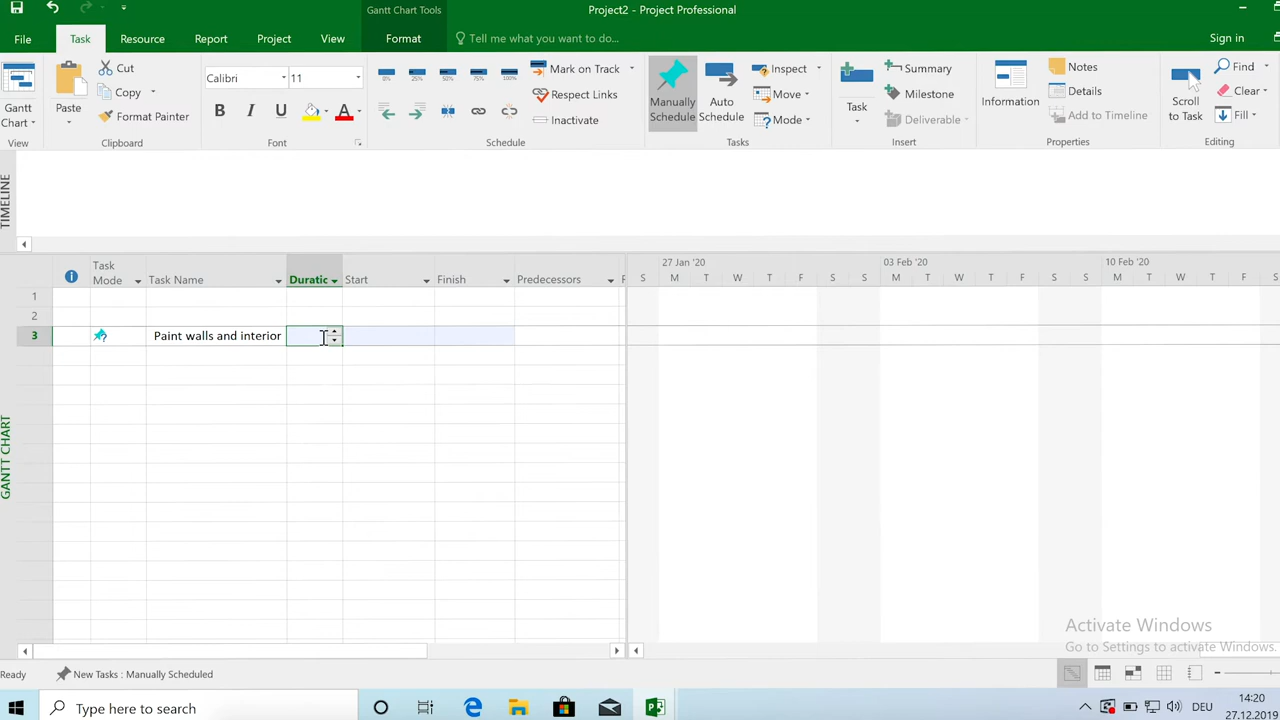 Gantt Chart Tools
Project2 - Project Professional
File
Task
Resource
Report
Project
View
Format
Tell me what you want to do...
Sign in
Gantt
Chart
View
Paste
Cut
Copy
Format Painter
Clipboard
Calibri
11
B I U A
Font
0% 25% 50% 75% 100%
Mark on Track
Respect Links
Inactivate
Schedule
Manually
Schedule
Auto
Schedule
Inspect
Move
Mode
Tasks
Task
Summary
Milestone
Deliverable
Insert
Information
Notes
Details
Add to Timeline
Properties
Scroll
to Task
Find
Clear
Fill
Editing
TIMELINE
Task
Mode
Task Name
Duratic
Start
Finish
Predecessors
27 Jan '20
03 Feb '20
10 Feb '20
S M T W T F S S M T W T F S S M T W T F S
1
2
3 Paint walls and interior
GANTT CHART
Activate Windows
Go to Settings to activate Windows.
Ready
New Tasks : Manually Scheduled
Type here to search
DEU
14:20
27.12.2019